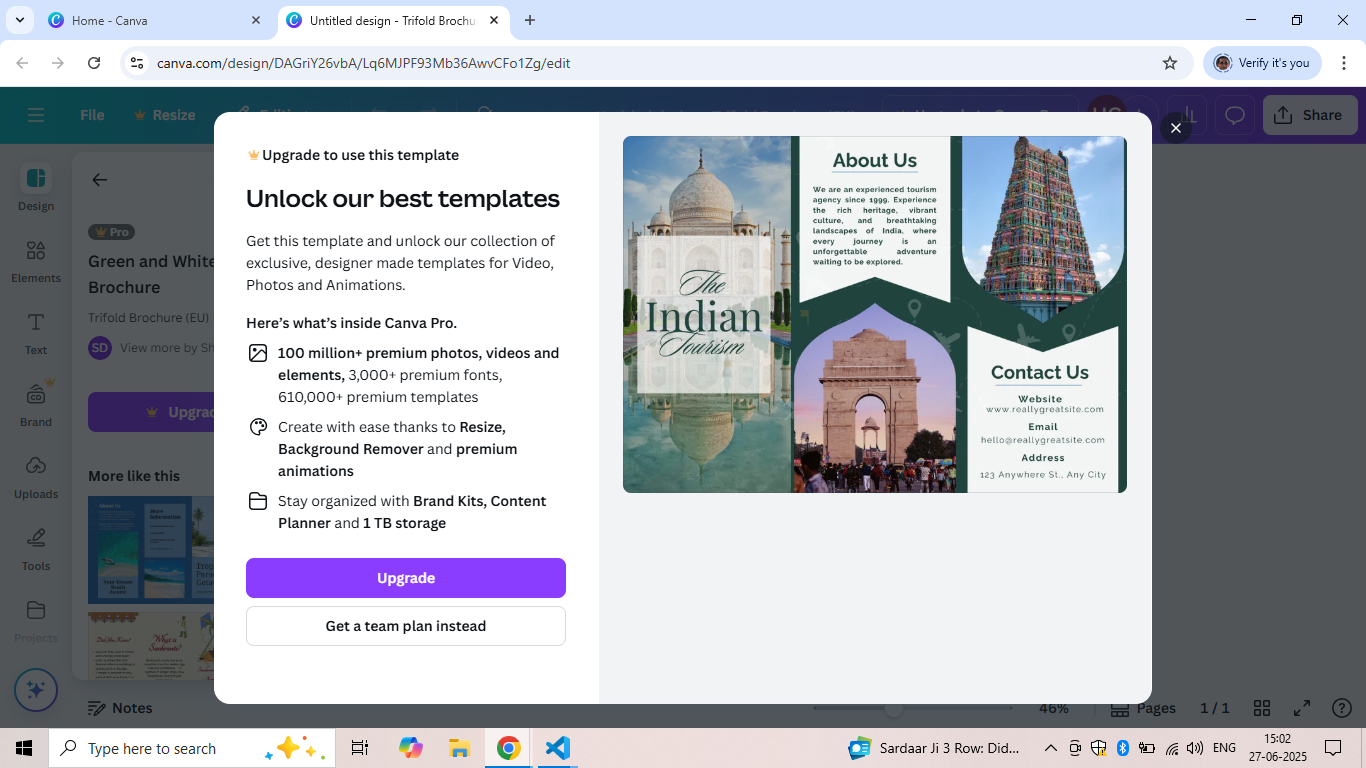 Home - Canva
Untitled design - Trifold Brochu
canva.com/design/DAGriY26vbA/Lq6MJPF93Mb36AwvCFo1Zg/edit
Verify it's you
File
Resize
Share
Design
Elements
Text
Brand
Uploads
Tools
Projects
Pro
Green and White
Brochure
Trifold Brochure (EU)
SD
View more by Sh
Upgrad
More like this
Upgrade to use this template
Unlock our best templates
Get this template and unlock our collection of
exclusive, designer made templates for Video,
Photos and Animations.
Here's what's inside Canva Pro.
100 million+ premium photos, videos and
elements, 3,000+ premium fonts,
610,000+ premium templates
Create with ease thanks to Resize,
Background Remover and premium
animations
Stay organized with Brand Kits, Content
Planner and 1 TB storage
Upgrade
Get a team plan instead
The
Indian
Tourism
About Us
We are an experienced tourism
agency since 1999. Experience
the rich heritage, vibrant
culture, and breathtaking
landscapes of India, where
every journey is an
unforgettable adventure
waiting to be explored.
Contact Us
Website
www.reallygreatsite.com
Email
hello@reallygreatsite.com
Address
123 Anywhere St., Any City
Notes
46%
Pages
1 / 1
Type here to search
Sardaar Ji 3 Row: Did...
ENG
15:02
27-06-2025